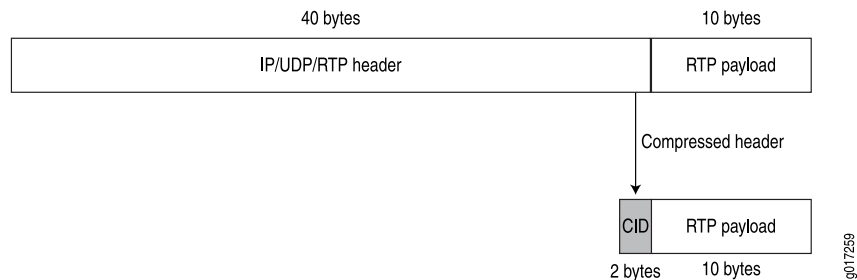 40 bytes 10 bytes
IP/UDP/RTP header RTP payload
Compressed header
CID RTP payload
2 bytes 10 bytes
g017259